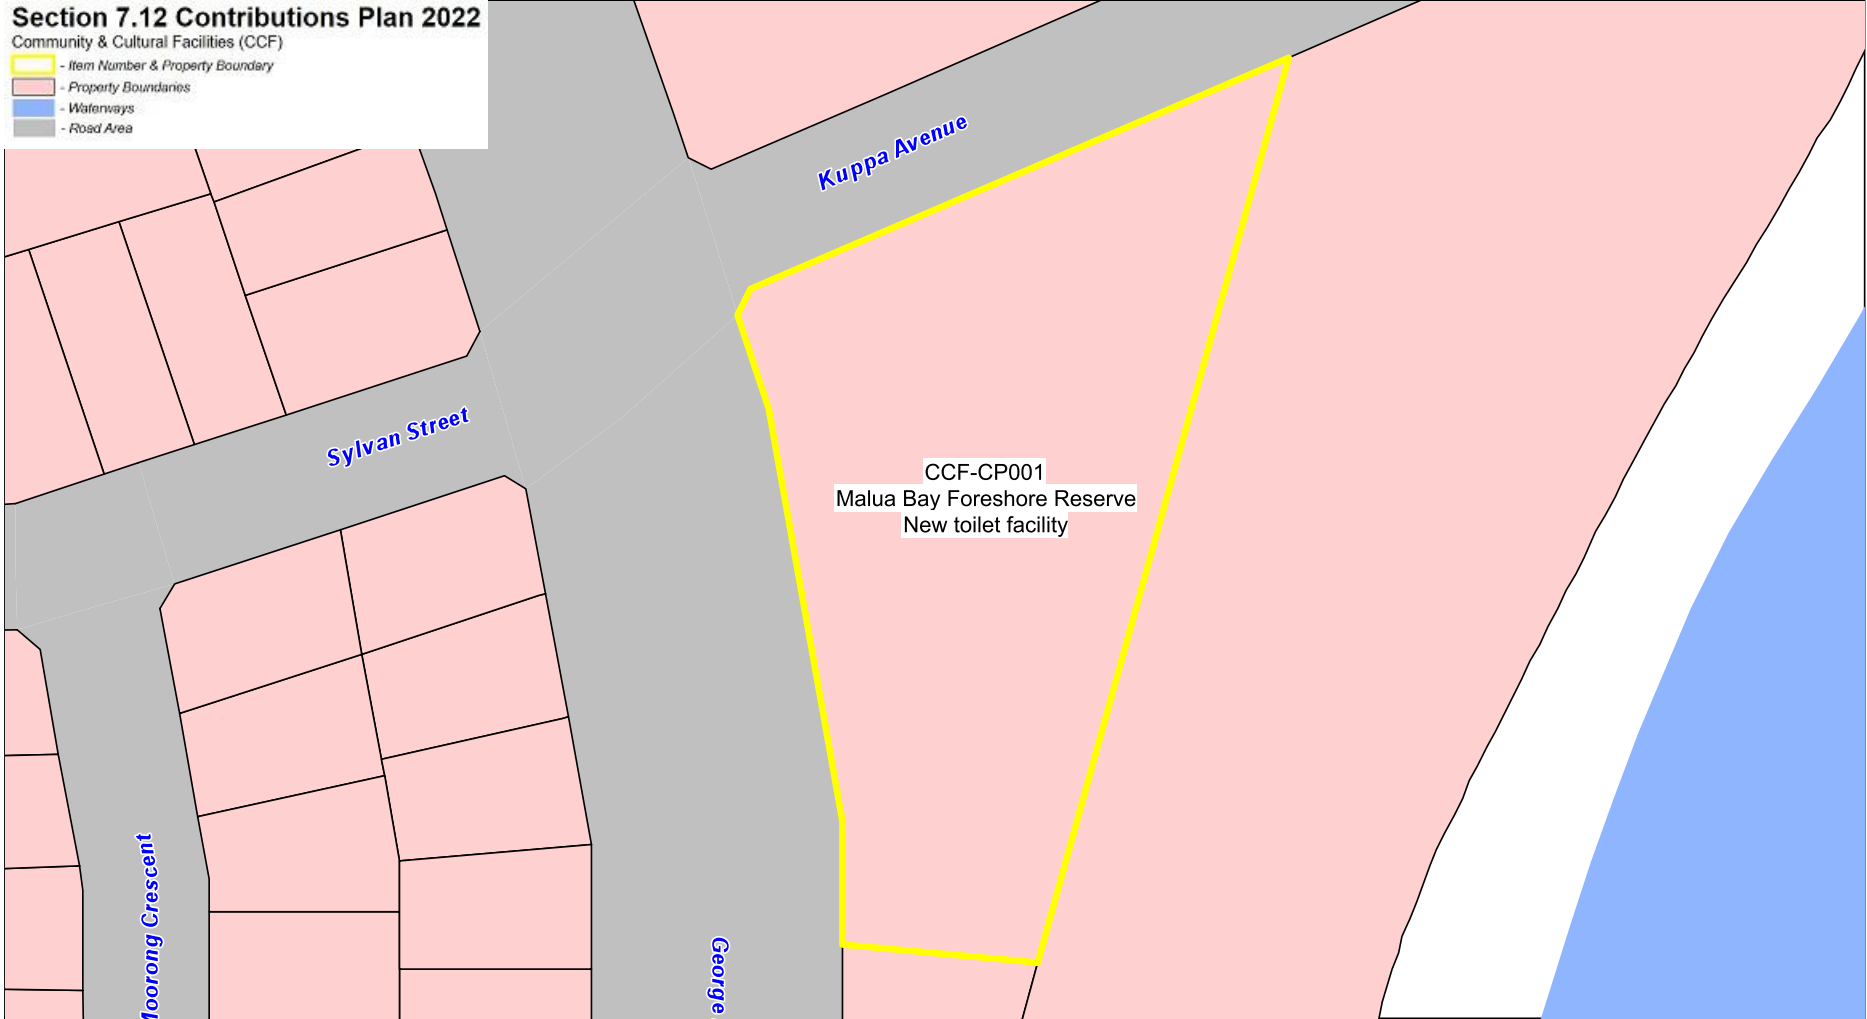 Section 7.12 Contributions Plan 2022
Community & Cultural Facilities (CCF)
- Item Number & Property Boundary
- Property Boundaries
- Waterways
- Road Area
Kuppa Avenue
Sylvan Street
CCF-CP001
Malua Bay Foreshore Reserve
New toilet facility
Moorong Crescent
George